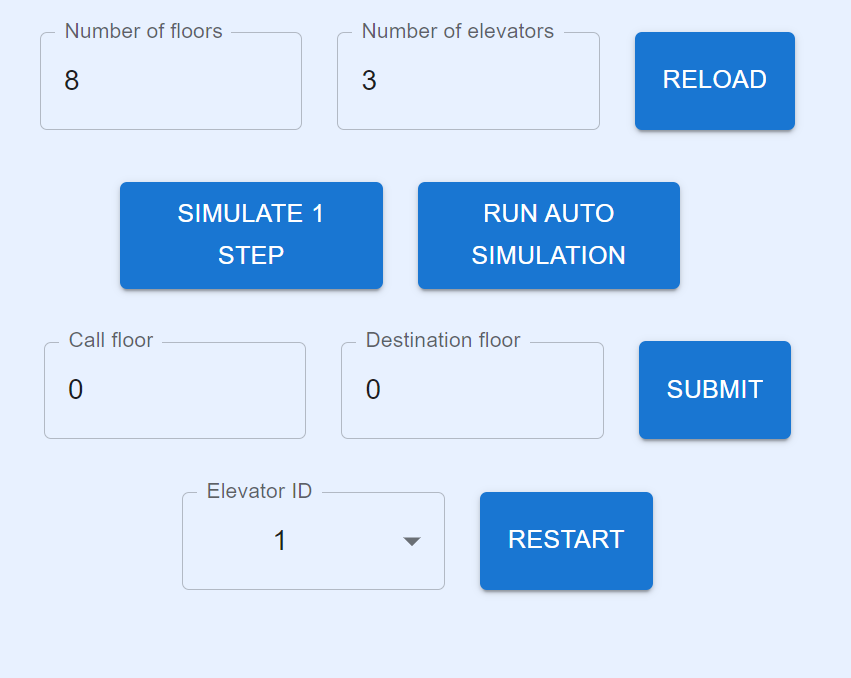 Number of floors
Number of elevators
8
3
RELOAD
SIMULATE 1
STEP
RUN AUTO
SIMULATION
Call floor
Destination floor
0
0
SUBMIT
Elevator ID
1
RESTART